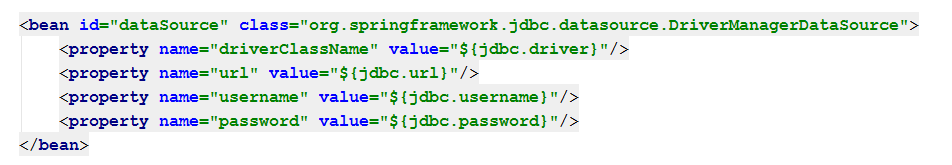 <bean id="dataSource" class="org.springframework.jdbc.datasource.DriverManagerDataSource">
    <property name="driverClassName" value="${jdbc.driver}"/>
    <property name="url" value="${jdbc.url}"/>
    <property name="username" value="${jdbc.username}"/>
    <property name="password" value="${jdbc.password}"/>
</bean>